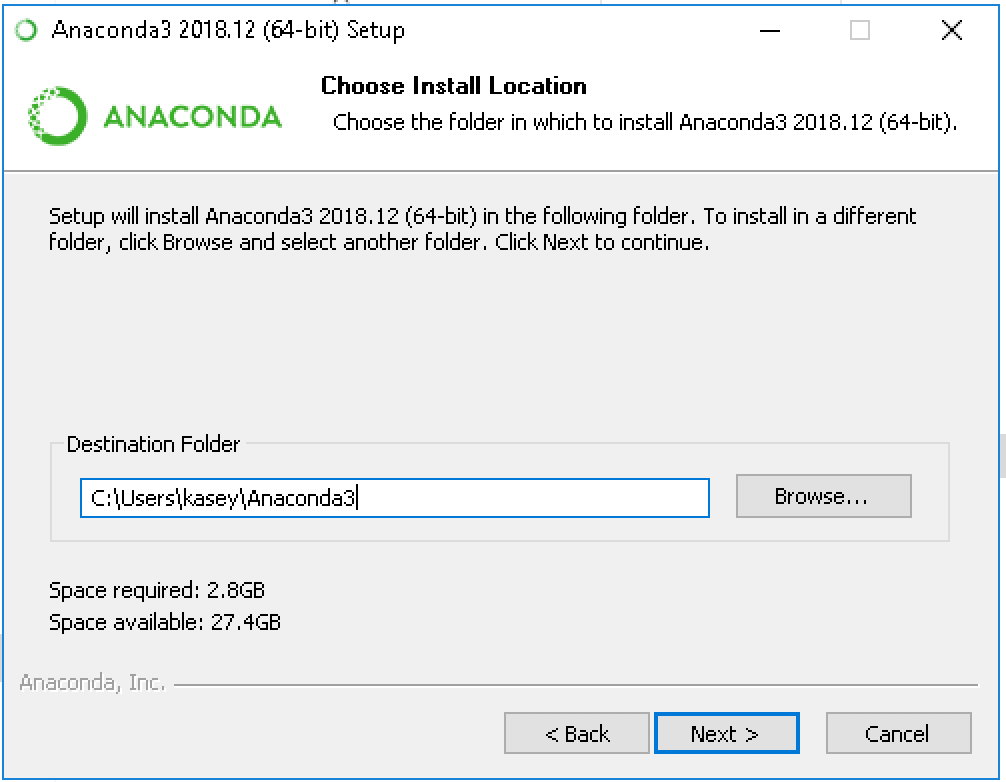 Anaconda3 2018.12 (64-bit) Setup
ANACONDA
Choose Install Location
Choose the folder in which to install Anaconda3 2018.12 (64-bit).
Setup will install Anaconda3 2018.12 (64-bit) in the following folder. To install in a different
folder, click Browse and select another folder. Click Next to continue.
Destination Folder
C:\Users\kasey\Anaconda3
Browse...
Space required: 2.8GB
Space available: 27.4GB
Anaconda, Inc.
< Back
Next >
Cancel